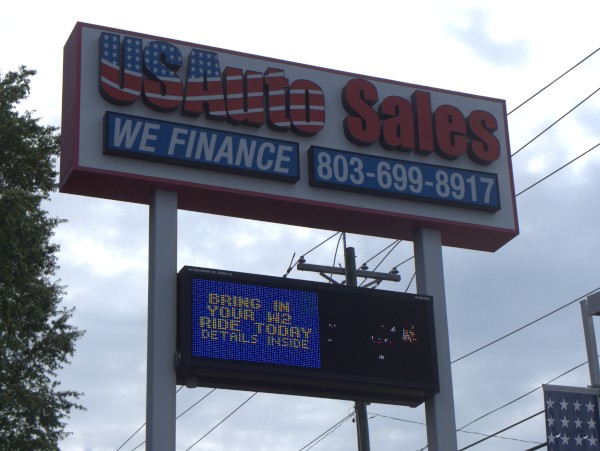 USAuto Sales
WE FINANCE
803-699-8917
BRING IN
YOUR W2
RIDE TODAY
DETAILS INSIDE